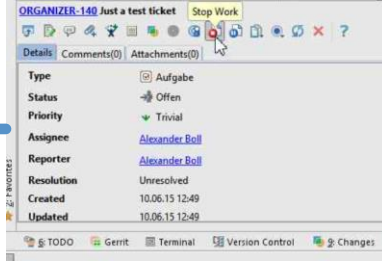 ORGANIZER-140 Just a test ticket
Stop Work
Details Comments(0) Attachments(0)
Type Aufgabe
Status Offen
Priority Trivial
Assignee Alexander Boll
Reporter Alexander Boll
Resolution Unresolved
Created 10.06.15 12:49
Updated 10.06.15 12:49
2: Favorites
6: TODO Gerrit Terminal Version Control 9: Changes